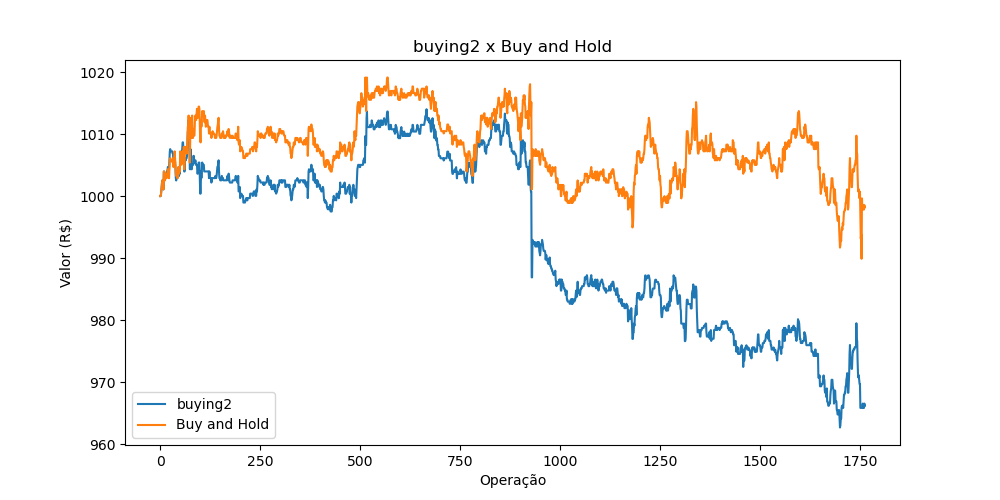 buying2 x Buy and Hold
Valor (R$)
1020
1010
1000
990
980
970
960
buying2
Buy and Hold
0 250 500 750 1000 1250 1500 1750
Operação